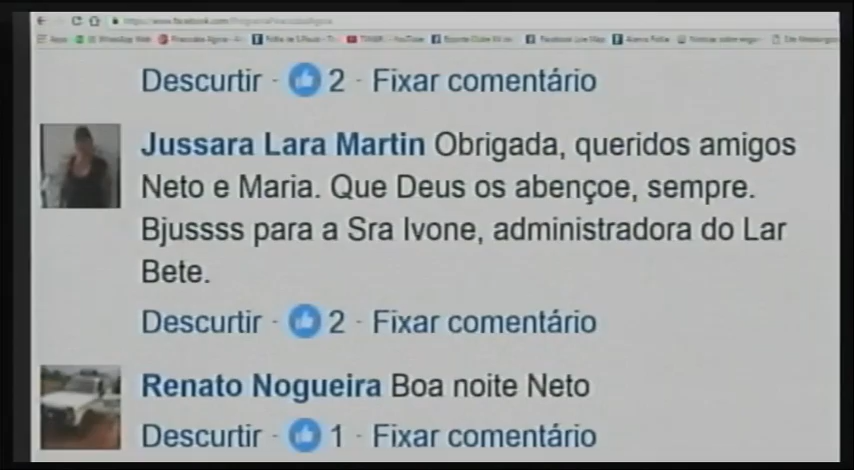 Descurtir · 2 · Fixar comentário
Jussara Lara Martin Obrigada, queridos amigos
Neto e Maria. Que Deus os abençoe, sempre.
Bjussss para a Sra Ivone, administradora do Lar
Bete.
Descurtir · 2 · Fixar comentário
Renato Nogueira Boa noite Neto
Descurtir · 1 · Fixar comentário